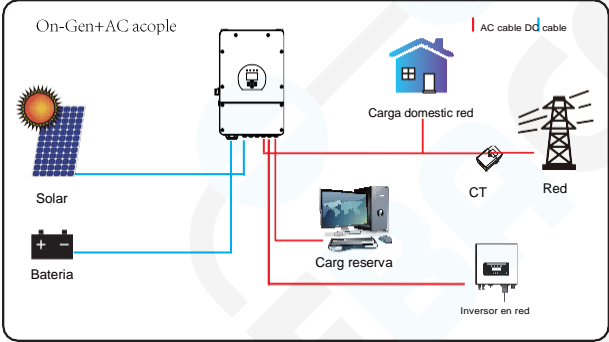 On-Gen+AC acople
AC cable DC cable
Carga domestic red
Solar
CT
Red
Bateria
Carg reserva
Inversor en red